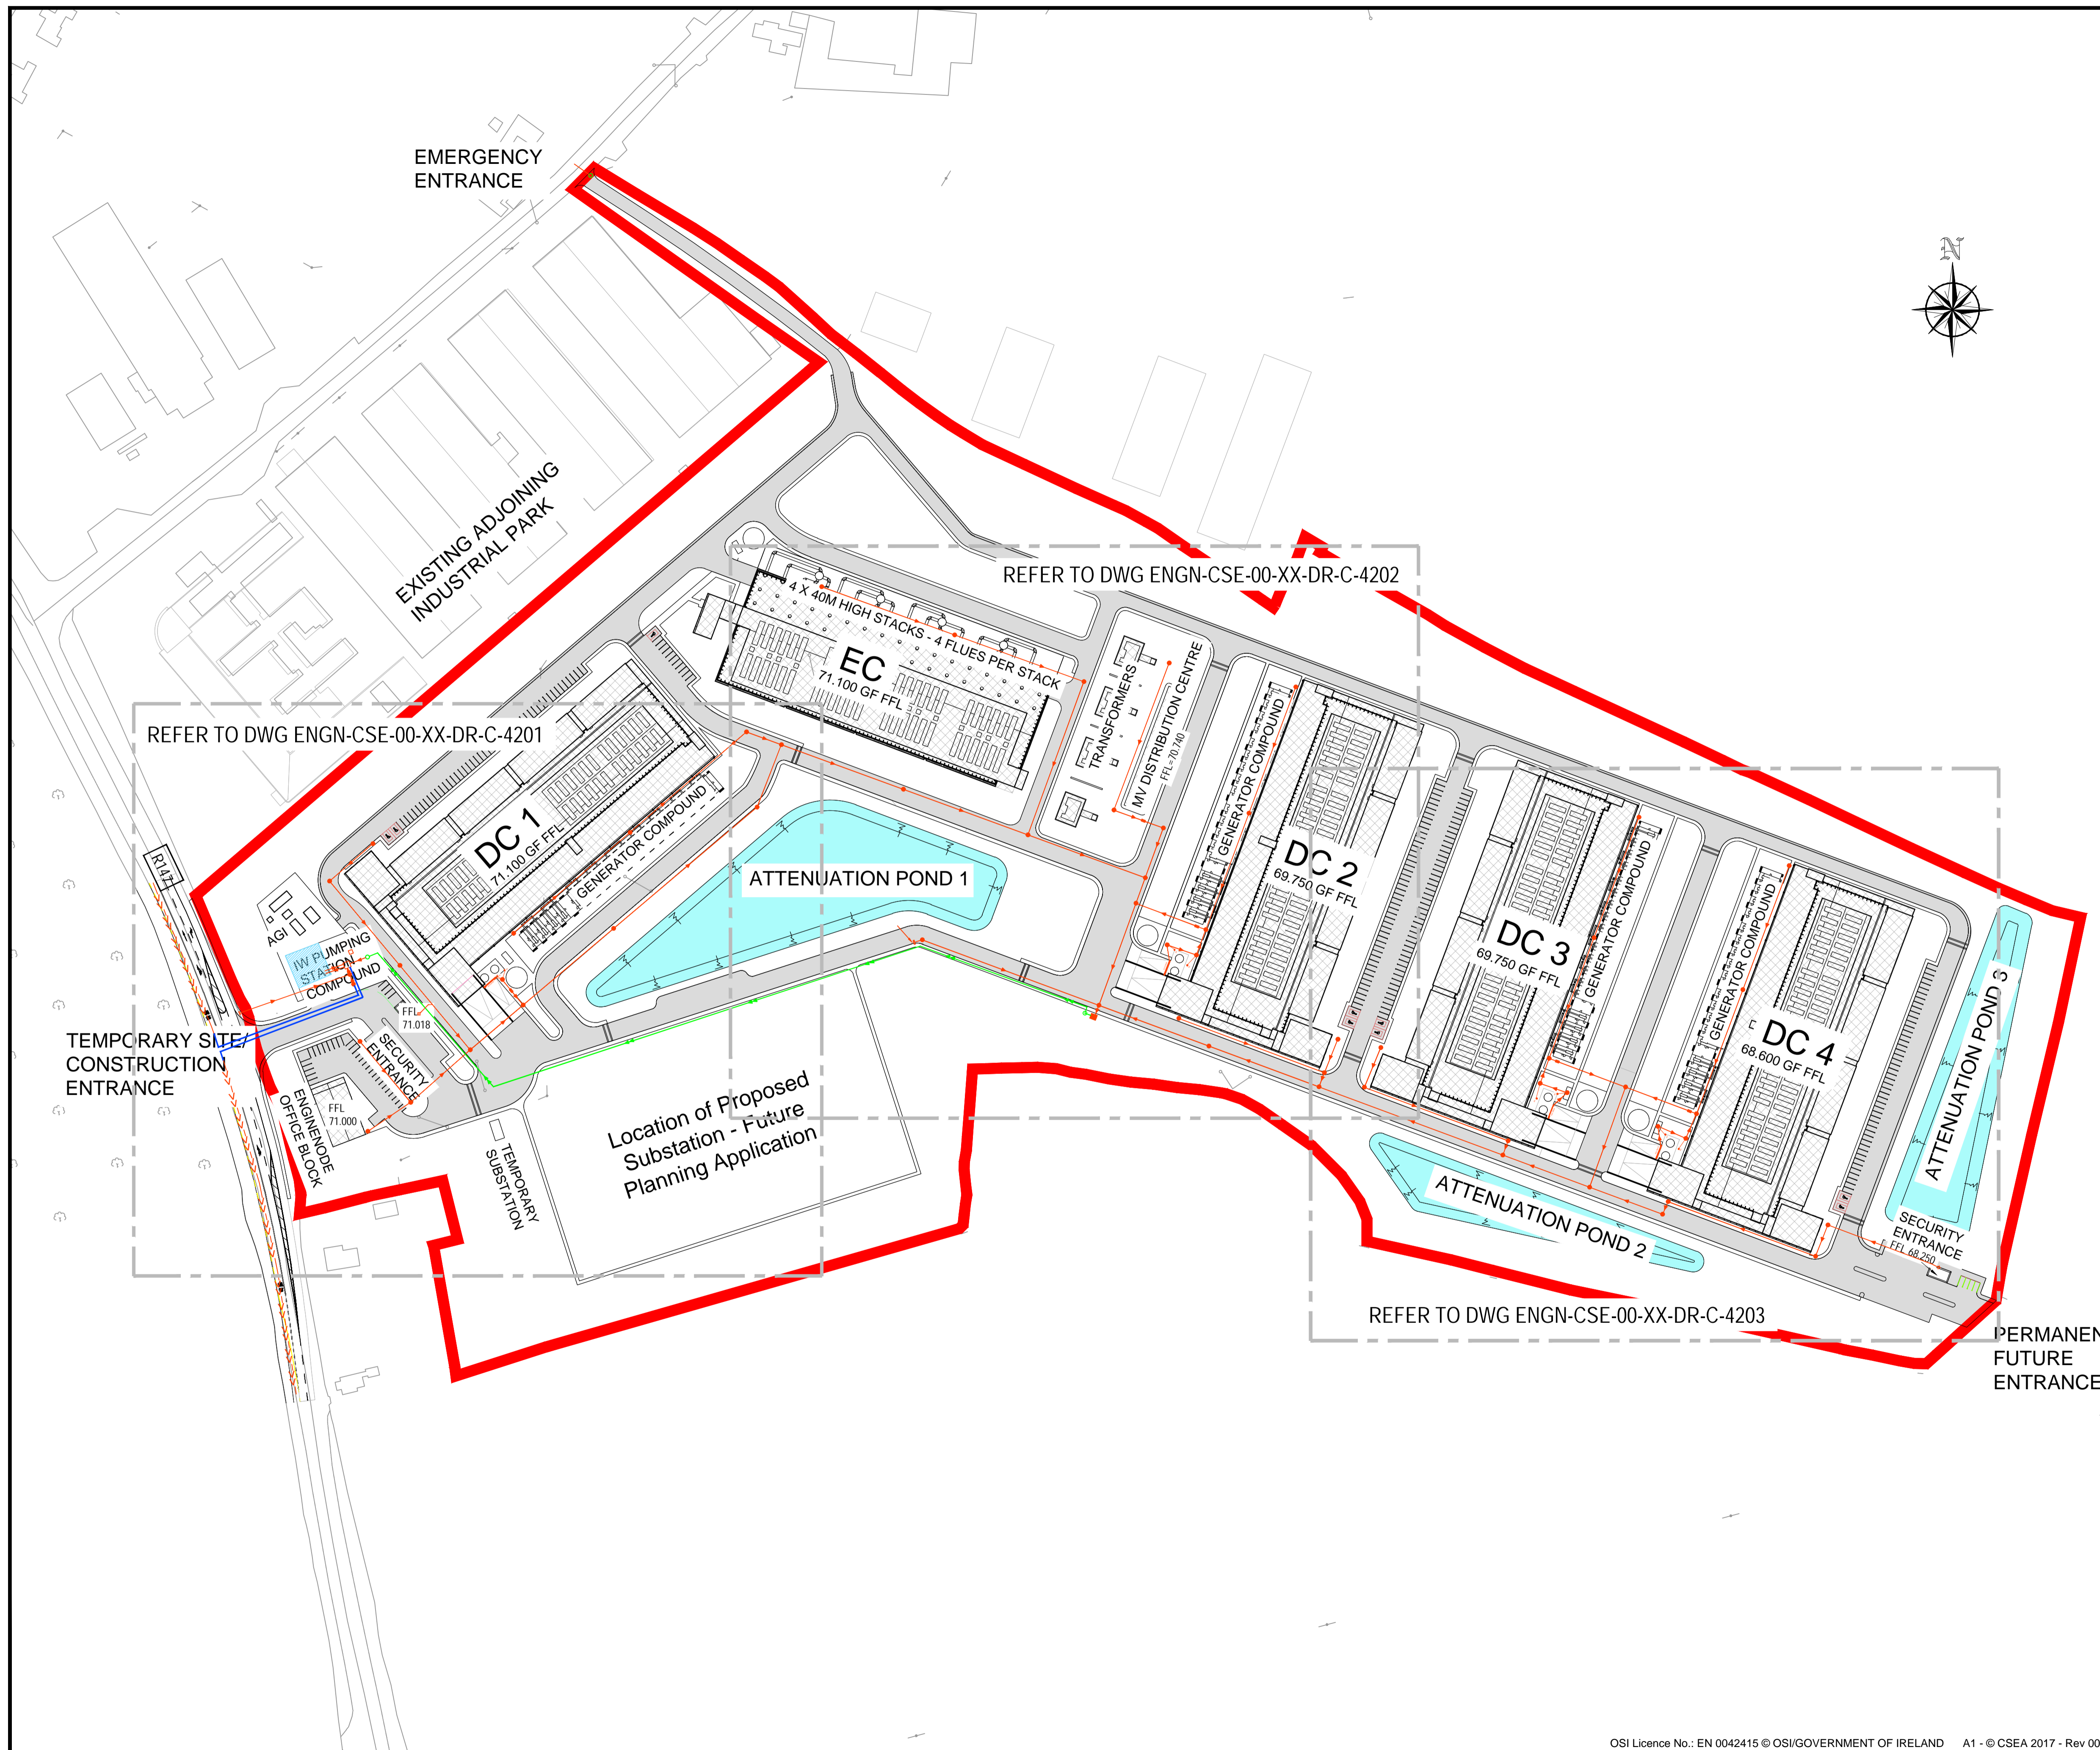 EMERGENCY
ENTRANCE
N
EXISTING ADJOINING
INDUSTRIAL PARK
REFER TO DWG ENGN-CSE-00-XX-DR-C-4202
4 X 40M HIGH STACKS - 4 FLUES PER STACK
EC
71.100 GF FFL
TRANSFORMERS
MV DISTRIBUTION CENTRE
FFL=70.740
REFER TO DWG ENGN-CSE-00-XX-DR-C-4201
DC 1
71.100 GF FFL
GENERATOR COMPOUND
ATTENUATION POND 1
GENERATOR COMPOUND
DC 2
69.750 GF FFL
DC 3
69.750 GF FFL
GENERATOR COMPOUND
GENERATOR COMPOUND
DC 4
68.600 GF FFL
ATTENUATION POND 3
R147
AGI
IW PUMPING
STATION
COMPOUND
FFL
71.018
TEMPORARY SITE/
CONSTRUCTION
ENTRANCE
SECURITY
ENTRANCE
FFL
71.000
ENGINENODE
OFFICE BLOCK
TEMPORARY
SUBSTATION
Location of Proposed
Substation - Future
Planning Application
ATTENUATION POND 2
SECURITY
ENTRANCE
FFL 68.250
REFER TO DWG ENGN-CSE-00-XX-DR-C-4203
PERMANEN
FUTURE
ENTRANCE
OSI Licence No.: EN 0042415 © OSI/GOVERNMENT OF IRELAND A1 - © CSEA 2017 - Rev